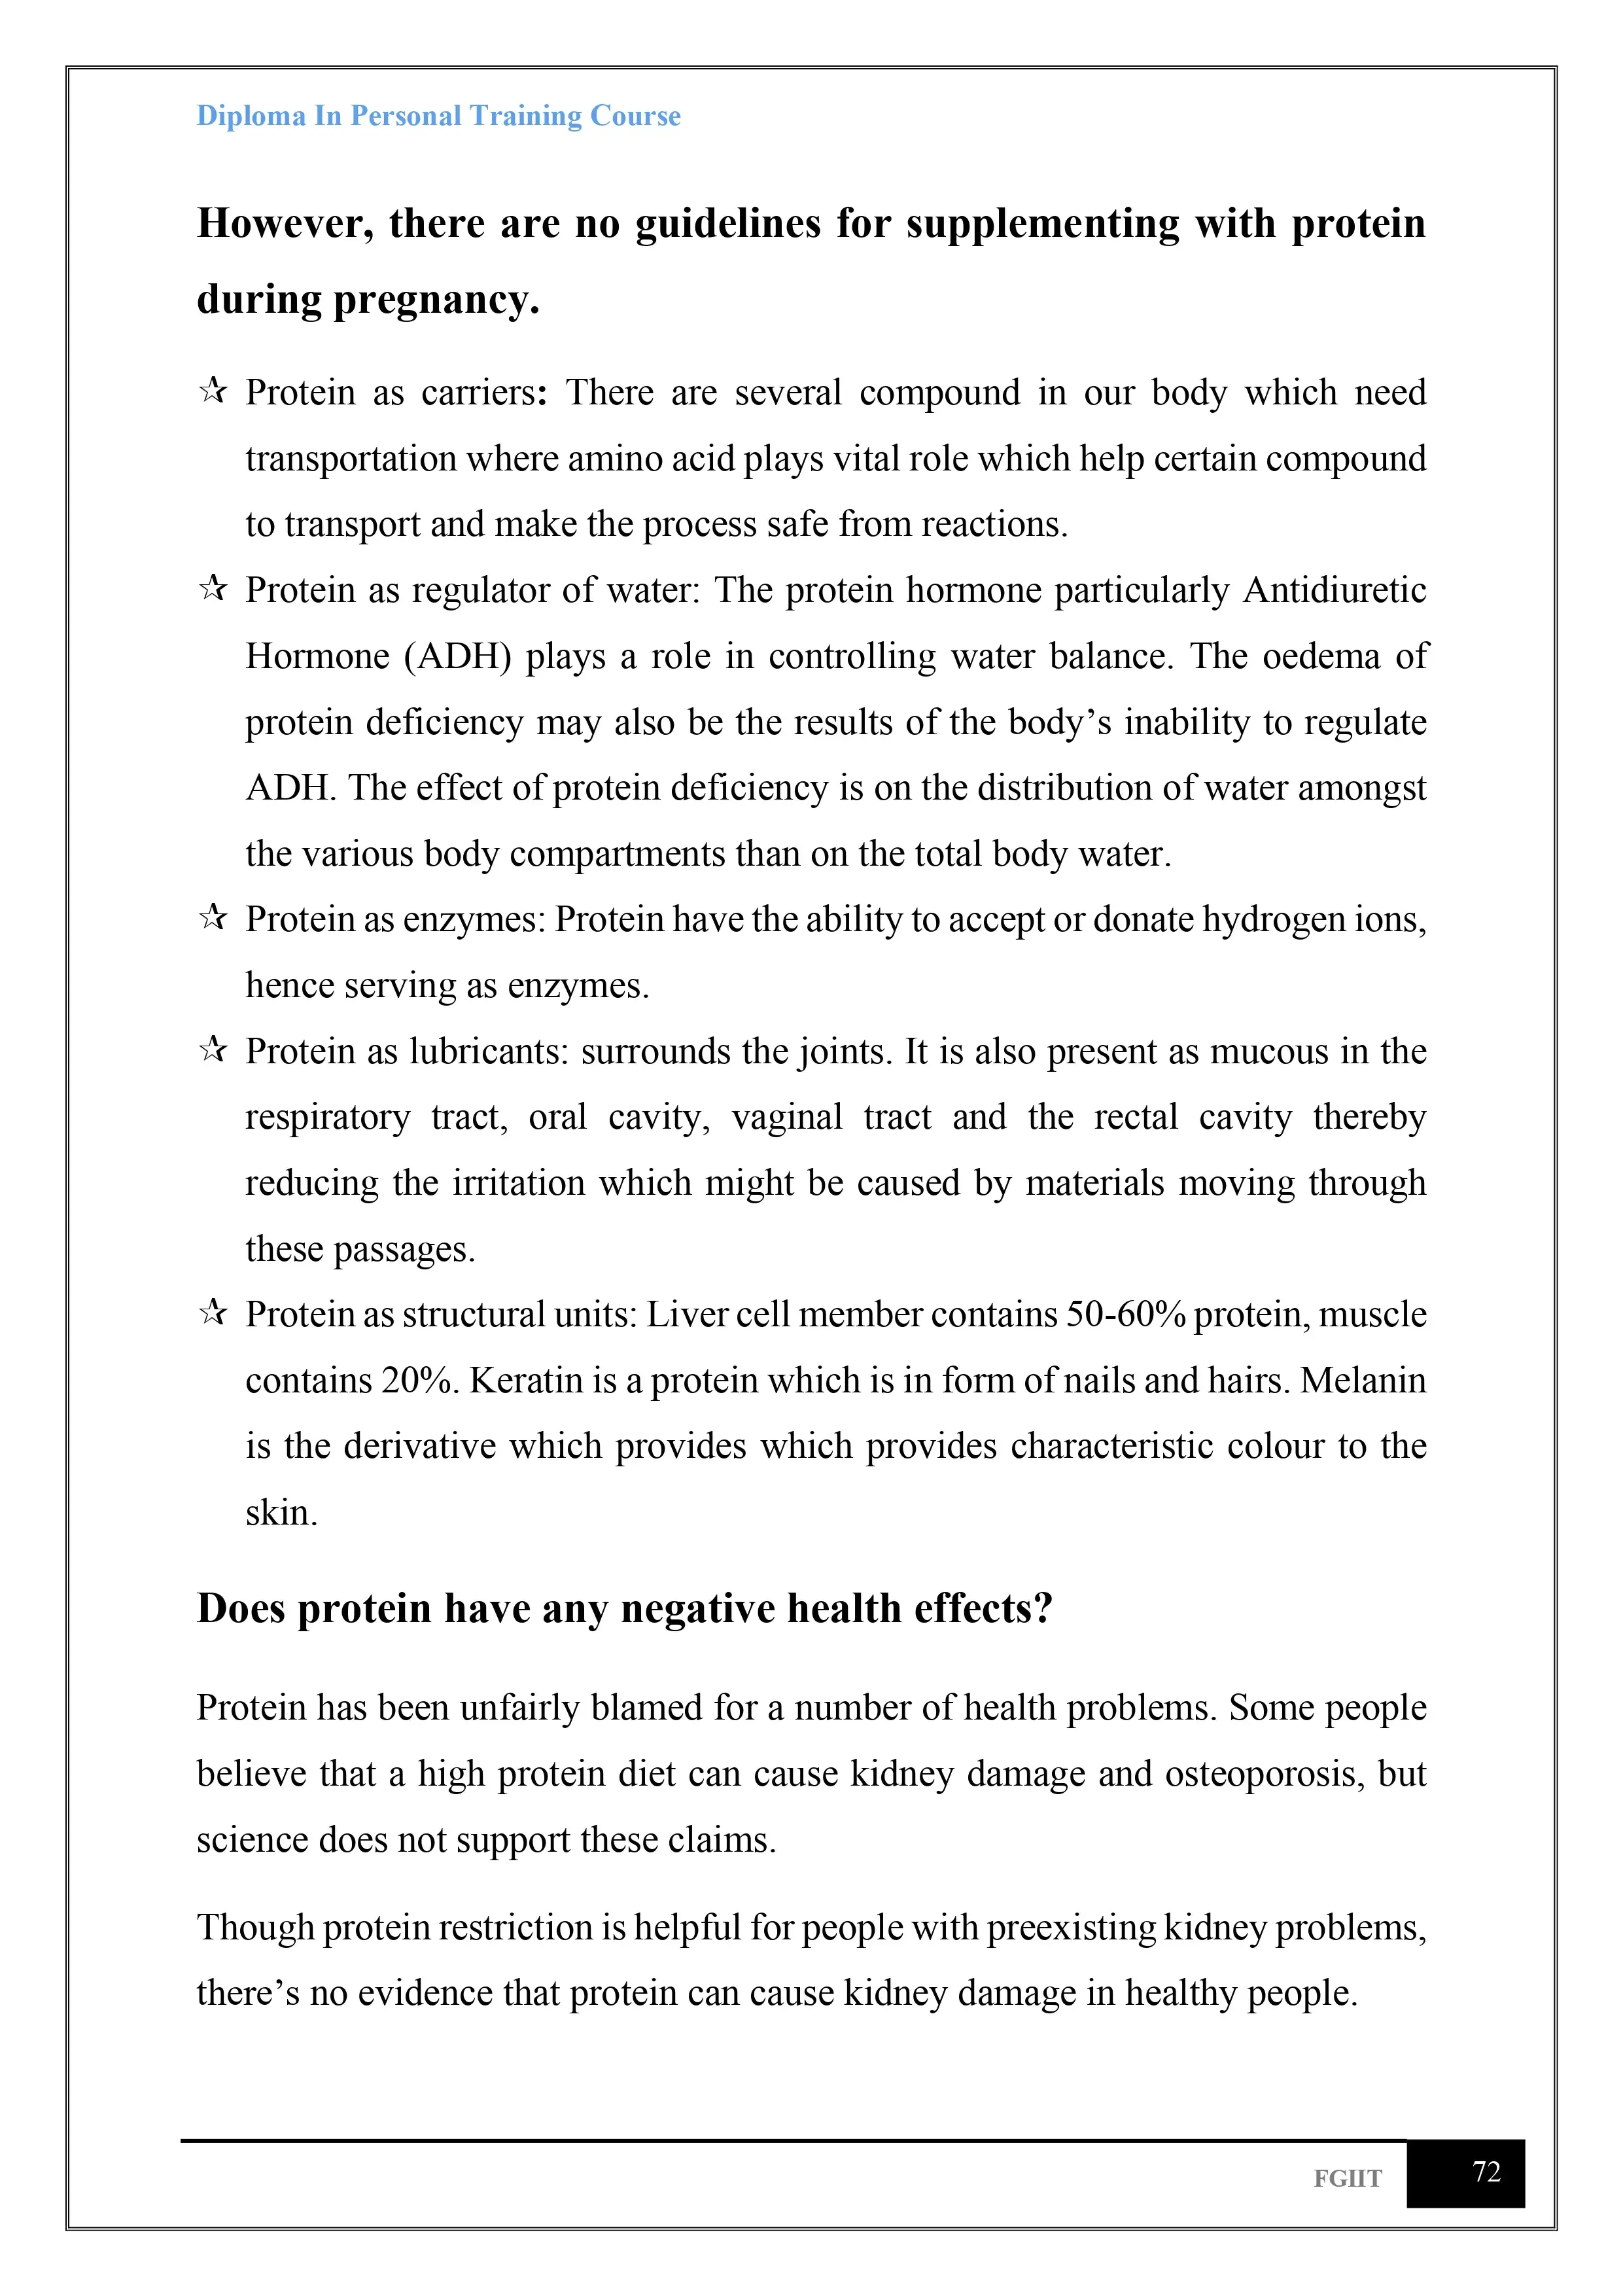 Diploma In Personal Training Course
However, there are no guidelines for supplementing with protein
during pregnancy.
☆ Protein as carriers: There are several compound in our body which need
transportation where amino acid plays vital role which help certain compound
to transport and make the process safe from reactions.
☆ Protein as regulator of water: The protein hormone particularly Antidiuretic
Hormone (ADH) plays a role in controlling water balance. The oedema of
protein deficiency may also be the results of the body’s inability to regulate
ADH. The effect of protein deficiency is on the distribution of water amongst
the various body compartments than on the total body water.
☆ Protein as enzymes: Protein have the ability to accept or donate hydrogen ions,
hence serving as enzymes.
☆ Protein as lubricants: surrounds the joints. It is also present as mucous in the
respiratory tract, oral cavity, vaginal tract and the rectal cavity thereby
reducing the irritation which might be caused by materials moving through
these passages.
☆ Protein as structural units: Liver cell member contains 50-60% protein, muscle
contains 20%. Keratin is a protein which is in form of nails and hairs. Melanin
is the derivative which provides which provides characteristic colour to the
skin.
Does protein have any negative health effects?
Protein has been unfairly blamed for a number of health problems. Some people
believe that a high protein diet can cause kidney damage and osteoporosis, but
science does not support these claims.
Though protein restriction is helpful for people with preexisting kidney problems,
there’s no evidence that protein can cause kidney damage in healthy people.
FGIIT 72